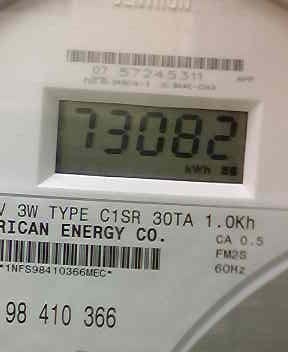 07 57245311 APP
73082
kWh
V 3W TYPE C1SR 30TA 1.0Kh
RICAN ENERGY CO. CA 0.5
FM2S
*1NFS98410366MEC* 60Hz
98 410 366